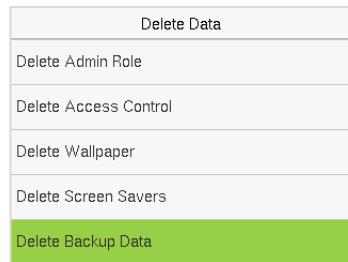 Delete Data
Delete Admin Role
Delete Access Control
Delete Wallpaper
Delete Screen Savers
Delete Backup Data